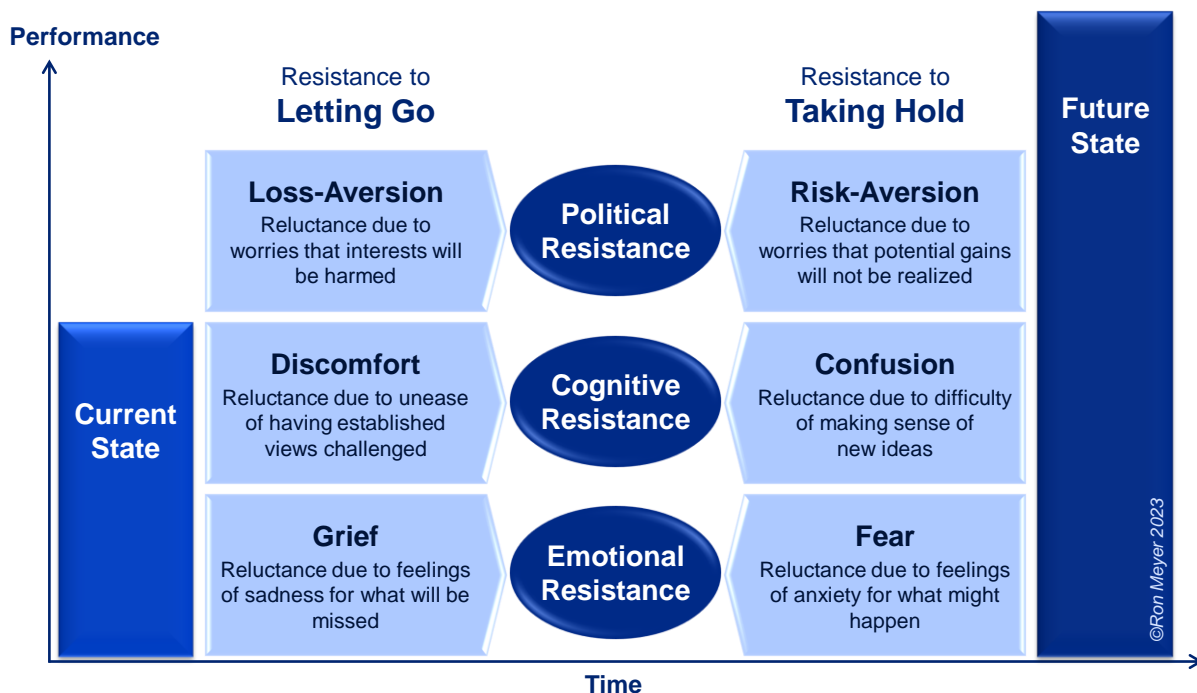 Performance
Resistance to
Letting Go
Resistance to
Taking Hold
Future
State
Loss-Aversion
Reluctance due to
worries that interests will
be harmed
Political
Resistance
Risk-Aversion
Reluctance due to
worries that potential gains
will not be realized
Current
State
Discomfort
Reluctance due to unease
of having established
views challenged
Cognitive
Resistance
Confusion
Reluctance due to difficulty
of making sense of
new ideas
Grief
Reluctance due to feelings
of sadness for what will be
missed
Emotional
Resistance
Fear
Reluctance due to feelings
of anxiety for what might
happen
©Ron Meyer 2023
Time